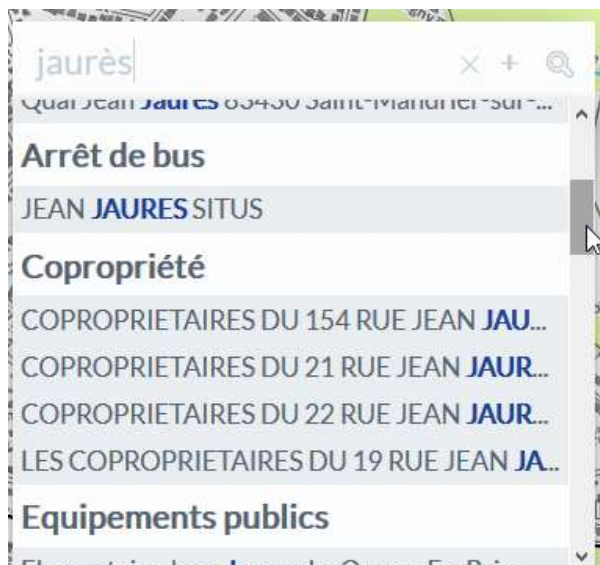 jaurès
Quai Jean Jaurès 83430 Saint-Mandrier-sur-...
Arrêt de bus
JEAN JAURES SITUS
Copropriété
COPROPRIETAIRES DU 154 RUE JEAN JAU...
COPROPRIETAIRES DU 21 RUE JEAN JAUR...
COPROPRIETAIRES DU 22 RUE JEAN JAUR...
LES COPROPRIETAIRES DU 19 RUE JEAN JA...
Equipements publics